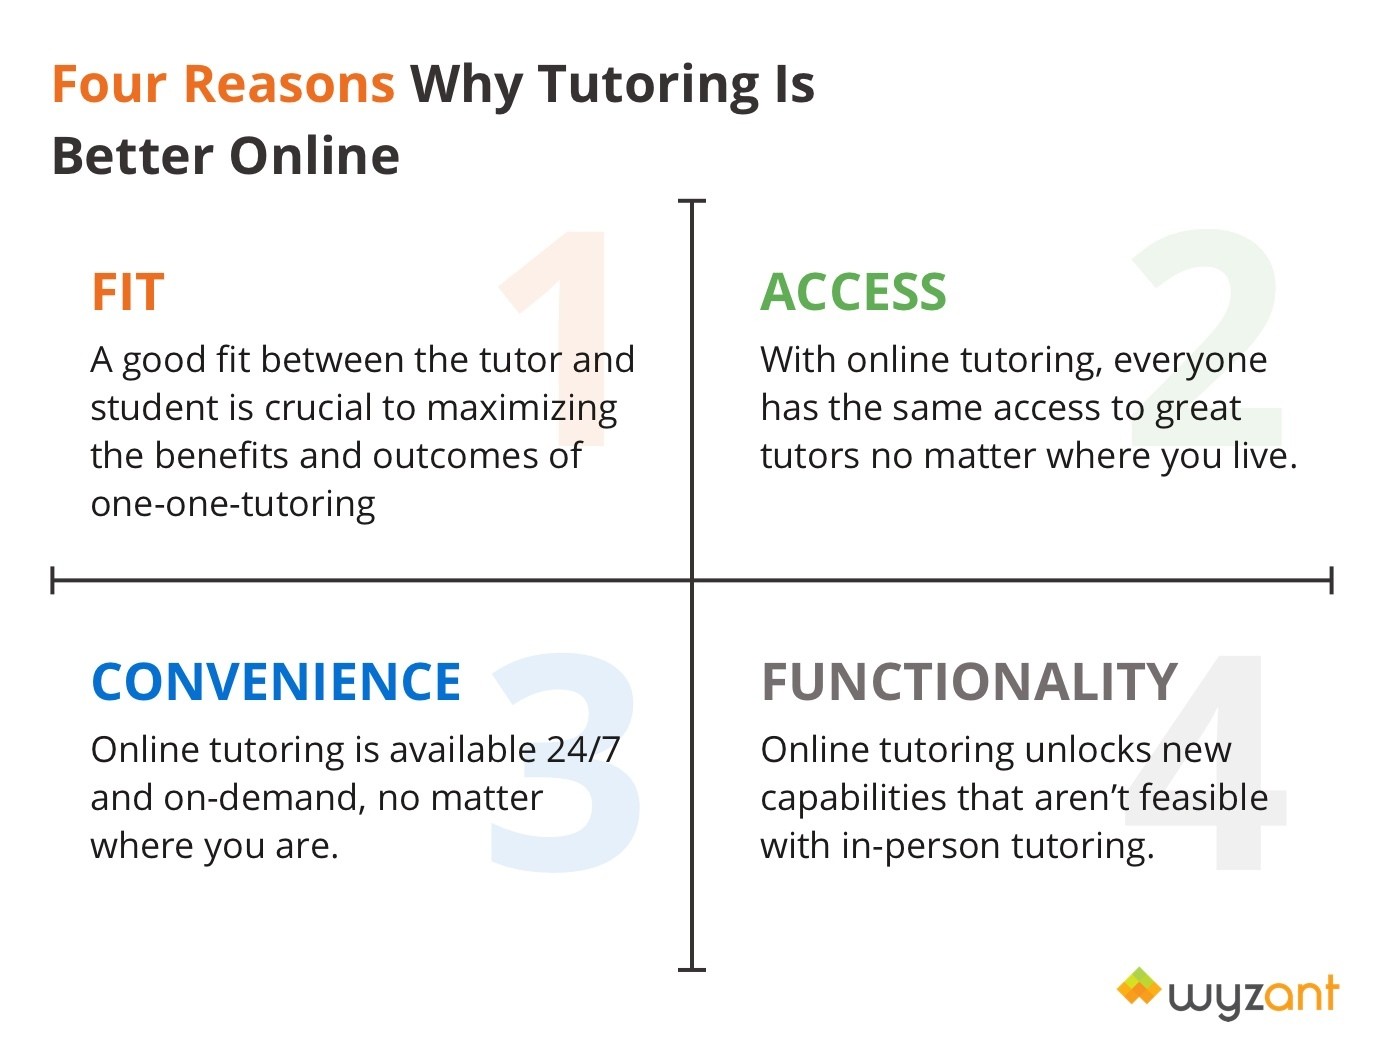 Four Reasons Why Tutoring Is
Better Online
1
FIT
A good fit between the tutor and
student is crucial to maximizing
the benefits and outcomes of
one-one-tutoring
2
ACCESS
With online tutoring, everyone
has the same access to great
tutors no matter where you live.
3
CONVENIENCE
Online tutoring is available 24/7
and on-demand, no matter
where you are.
4
FUNCTIONALITY
Online tutoring unlocks new
capabilities that aren’t feasible
with in-person tutoring.
wyzant